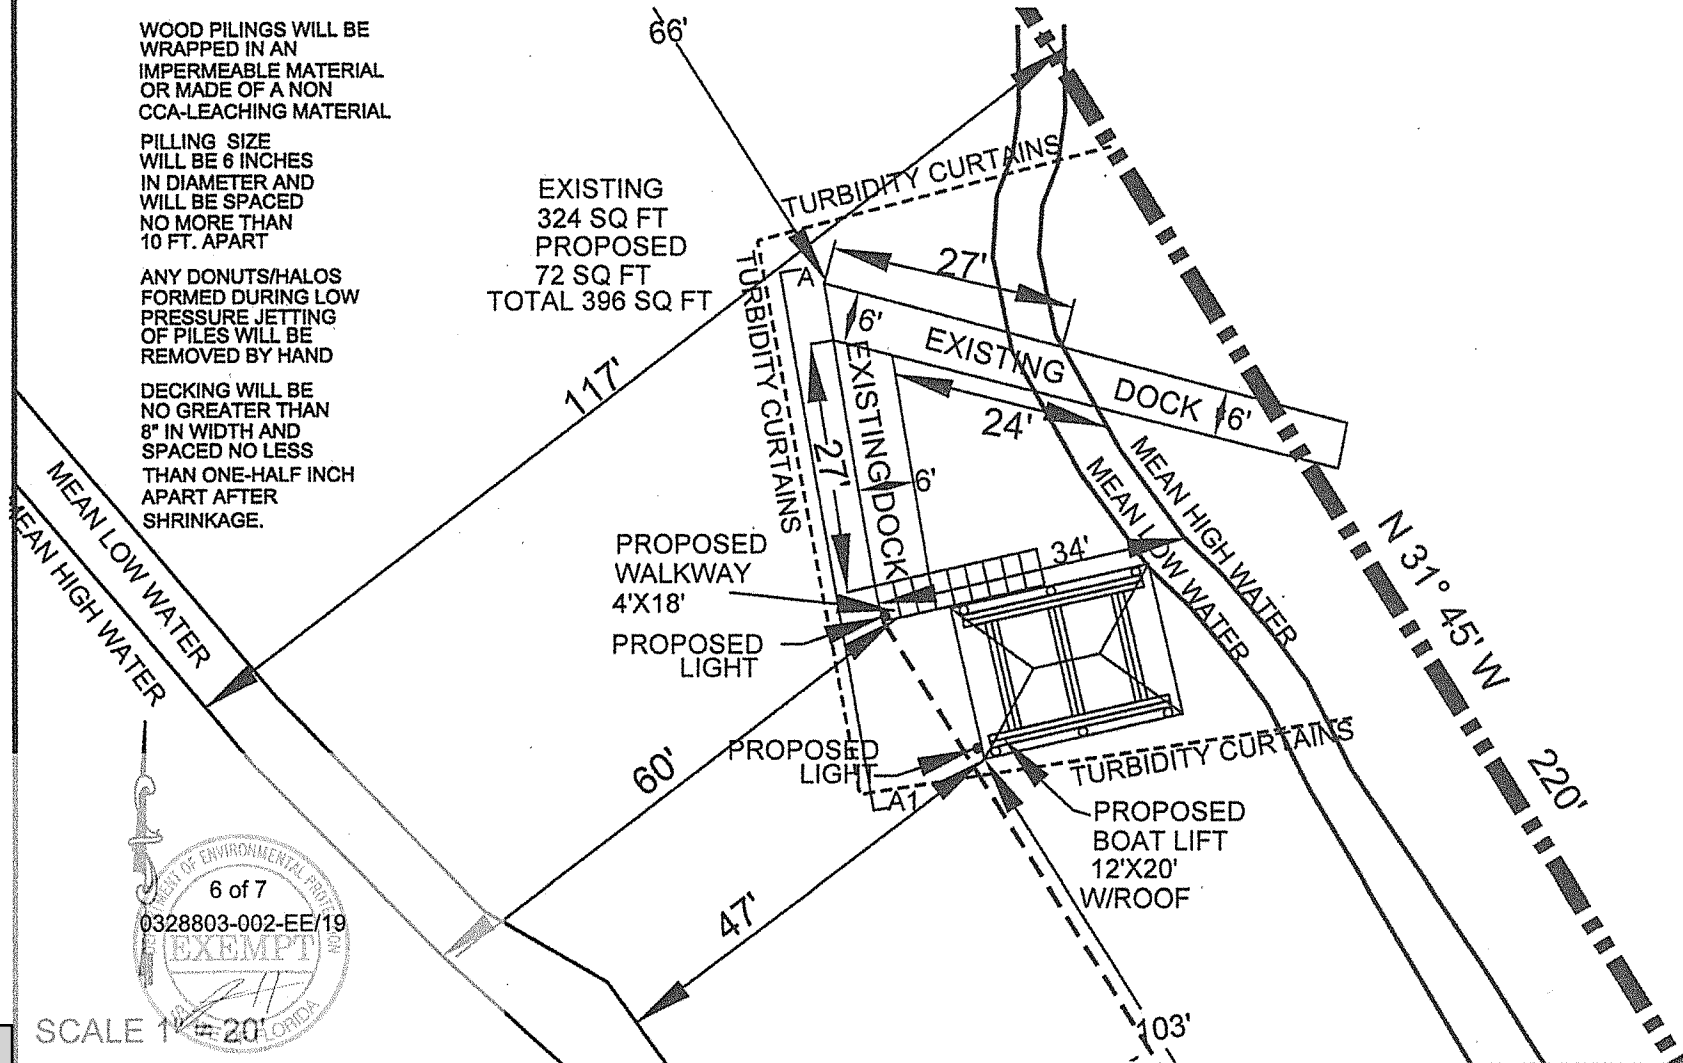 WOOD PILINGS WILL BE
WRAPPED IN AN
IMPERMEABLE MATERIAL
OR MADE OF A NON
CCA-LEACHING MATERIAL
PILLING SIZE
WILL BE 6 INCHES
IN DIAMETER AND
WILL BE SPACED
NO MORE THAN
10 FT. APART
ANY DONUTS/HALOS
FORMED DURING LOW
PRESSURE JETTING
OF PILES WILL BE
REMOVED BY HAND
DECKING WILL BE
NO GREATER THAN
8" IN WIDTH AND
SPACED NO LESS
THAN ONE-HALF INCH
APART AFTER
SHRINKAGE.
66'
EXISTING
324 SQ FT
PROPOSED
72 SQ FT
TOTAL 396 SQ FT
TURBIDITY CURTAINS
TURBIDITY CURTAINS
A
27'
6'
EXISTING DOCK
6'
24'
117'
27'
EXISTING DOCK
6'
MEAN LOW WATER
MEAN HIGH WATER
MEAN HIGH WATER
MEAN LOW WATER
N 31° 45' W
220'
PROPOSED
WALKWAY
4'X18'
34'
PROPOSED
LIGHT
PROPOSED
LIGHT
60'
A1
TURBIDITY CURTAINS
PROPOSED
BOAT LIFT
12'X20'
W/ROOF
47'
103'
DEPARTMENT OF ENVIRONMENTAL PROTECTION
6 of 7
0328803-002-EE/19
EXEMPT
FLORIDA
SCALE 1" = 20'